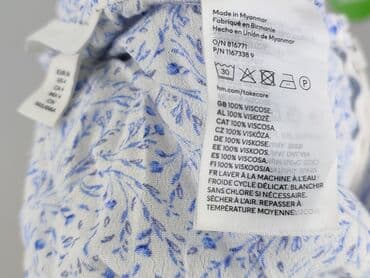 Made in Myanmar
Fabriqué en Birmanie
Hecho en Unión de Myanmar
O/N 816771
P/N 1167338 9
30
P
hm.com/takecare
GB 100% VISCOSE.
AL 100% VISKOZË.
CAT 100% VISCOSA.
CZ 100% VISKÓZA.
DE 100% VISKOSE.
EE 100% VISKOOS.
ES 100% VISCOSA.
FI 100% VISKOOSIA.
FR LAVER À LA MACHINE À L'EAU
FROIDE CYCLE DÉLICAT. BLANCHIR
SANS CHLORE SI NÉCESSAIRE.
SÉCHER À L'AIR. REPASSER À
TEMPÉRATURE MOYENNE